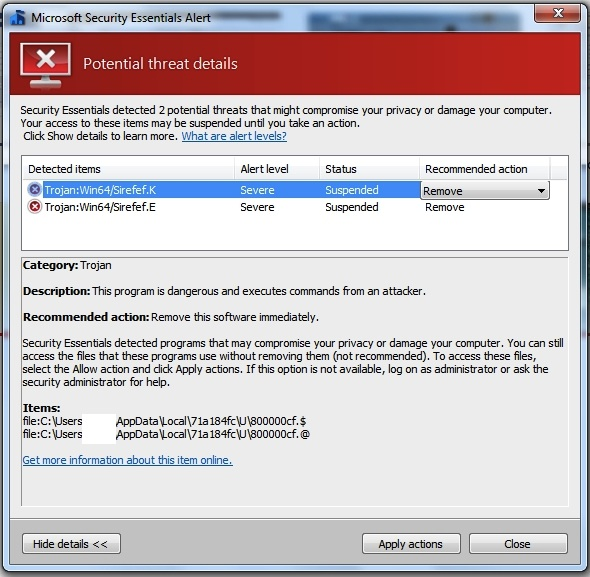 Microsoft Security Essentials Alert
Potential threat details
Security Essentials detected 2 potential threats that might compromise your privacy or damage your computer.
Your access to these items may be suspended until you take an action.
Click Show details to learn more. What are alert levels?
Detected items Alert level Status Recommended action
Trojan:Win64/Sirefef.K Severe Suspended Remove
Trojan:Win64/Sirefef.E Severe Suspended Remove
Category: Trojan
Description: This program is dangerous and executes commands from an attacker.
Recommended action: Remove this software immediately.
Security Essentials detected programs that may compromise your privacy or damage your computer. You can still
access the files that these programs use without removing them (not recommended). To access these files,
select the Allow action and click Apply actions. If this option is not available, log on as administrator or ask the
security administrator for help.
Items:
file:C:\Users AppData\Local\71a184fc\U\800000cf.$
file:C:\Users AppData\Local\71a184fc\U\800000cf.@
Get more information about this item online.
Hide details << Apply actions Close